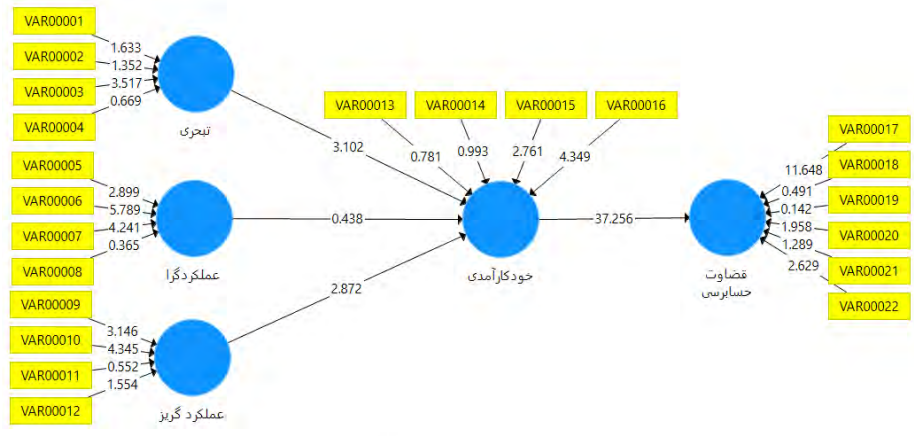 VAR00001
1.633
VAR00002
1.352
VAR00003
3.517
VAR00004
0.669
تبحری
VAR00005
2.899
VAR00006
5.789
VAR00007
4.241
VAR00008
0.365
عملکردگرا
VAR00009
3.146
VAR00010
4.345
VAR00011
0.552
VAR00012
1.554
عملکرد گریز
3.102
0.438
2.872
VAR00013
VAR00014
VAR00015
VAR00016
0.781
0.993
2.761
4.349
خودکارآمدی
37.256
VAR00017
11.648
VAR00018
0.491
VAR00019
0.142
VAR00020
1.958
VAR00021
1.289
VAR00022
2.629
قضاوت
حسابرسی